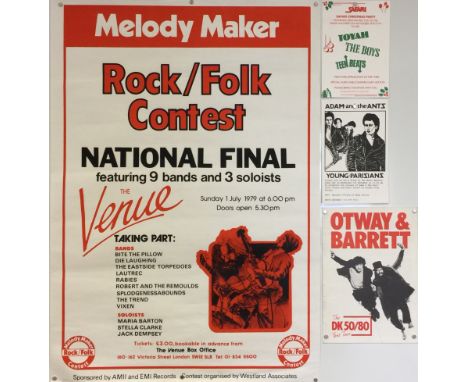 Melody Maker
Rock/Folk
Contest
NATIONAL FINAL
featuring 9 bands and 3 soloists
THE
Venue
Sunday 1 July 1979 at 6.00 pm
Doors open 5.30 pm
TAKING PART:
BANDS
BITE THE PILLOW
DIE LAUGHING
THE EASTSIDE TORPEDOES
LAUTREC
RABIES
ROBERT AND THE REMOULDS
SPLODGENESSABOUNDS
THE TREND
VIXEN
SOLOISTS
MARIA BARTON
STELLA CLARKE
JACK DEMPSEY
Tickets: £3.00, bookable in advance from
The Venue Box Office
160-162 Victoria Street London SW1E 5LB Tel 01-834 5500
Melody Maker
Rock/Folk
Contest
Melody Maker
Rock/Folk
Contest
Sponsored by AMII and EMI Records Contest organised by Westland Associates
SAFARI
TOYAH
THE BOYS
TEEN BEATS
ADAM and the ANTS
YOUNG PARISIANS
OTWAY &
BARRETT
The
DK 50/80